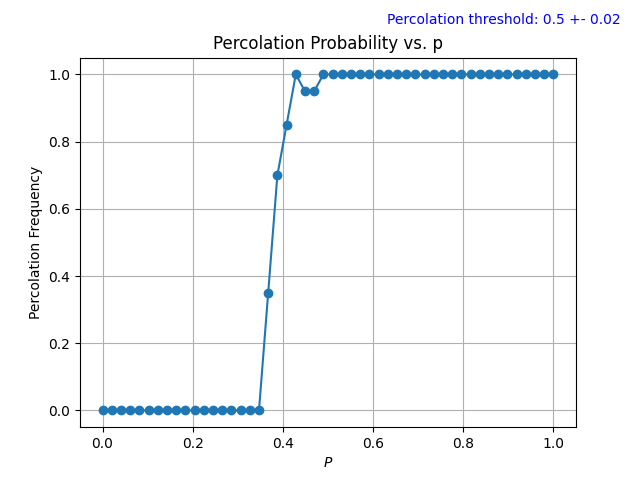 Percolation threshold: 0.5 +- 0.02
Percolation Probability vs. p
Percolation Frequency
1.0
0.8
0.6
0.4
0.2
0.0
0.0 0.2 0.4 0.6 0.8 1.0
P